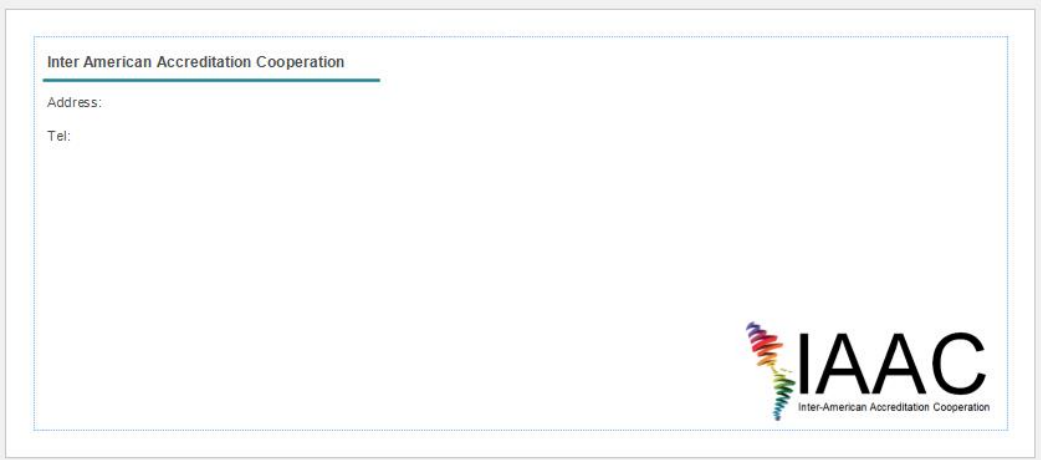 Inter American Accreditation Cooperation
Address:
Tel:
IAAC
Inter-American Accreditation Cooperation